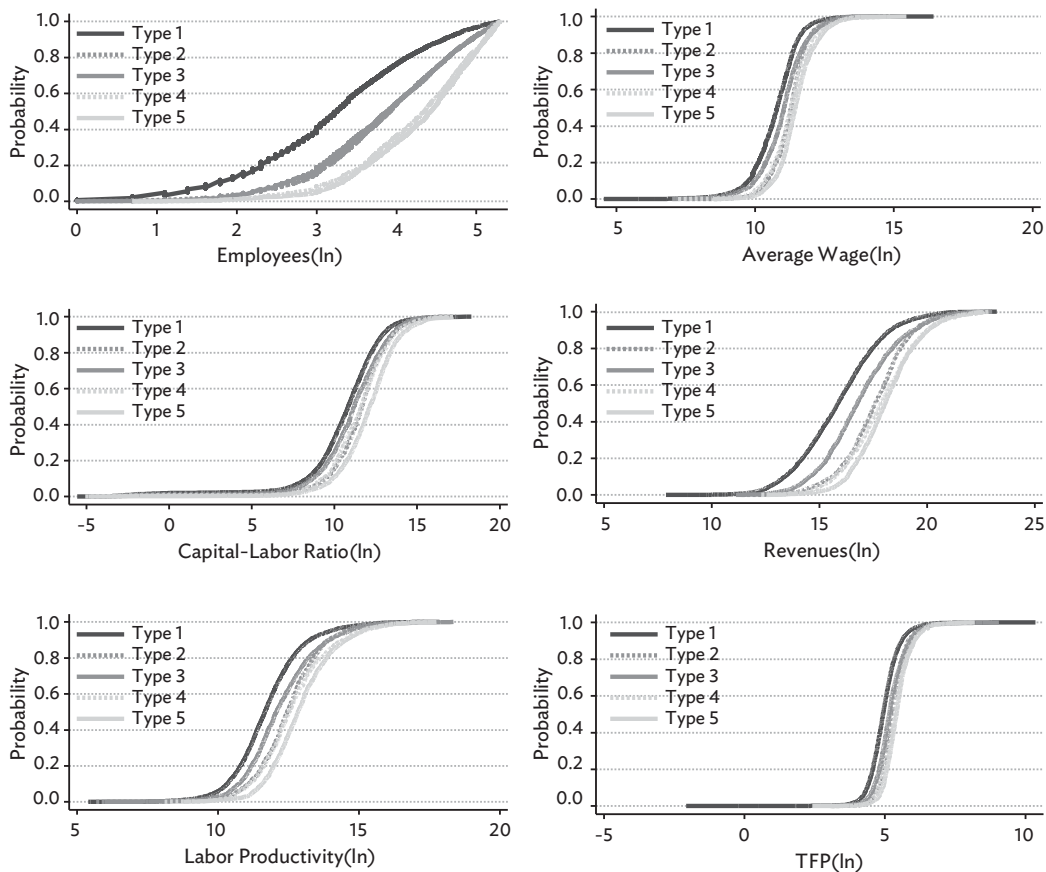 1.0
0.8
0.6
0.4
0.2
0.0
Probability
Type 1
Type 2
Type 3
Type 4
Type 5
0 1 2 3 4 5
Employees(ln)
1.0
0.8
0.6
0.4
0.2
0.0
Probability
Type 1
Type 2
Type 3
Type 4
Type 5
5 10 15 20
Average Wage(ln)
1.0
0.8
0.6
0.4
0.2
0.0
Probability
Type 1
Type 2
Type 3
Type 4
Type 5
-5 0 5 10 15 20
Capital-Labor Ratio(ln)
1.0
0.8
0.6
0.4
0.2
0.0
Probability
Type 1
Type 2
Type 3
Type 4
Type 5
5 10 15 20 25
Revenues(ln)
1.0
0.8
0.6
0.4
0.2
0.0
Probability
Type 1
Type 2
Type 3
Type 4
Type 5
5 10 15 20
Labor Productivity(ln)
1.0
0.8
0.6
0.4
0.2
0.0
Probability
Type 1
Type 2
Type 3
Type 4
Type 5
-5 0 5 10
TFP(ln)